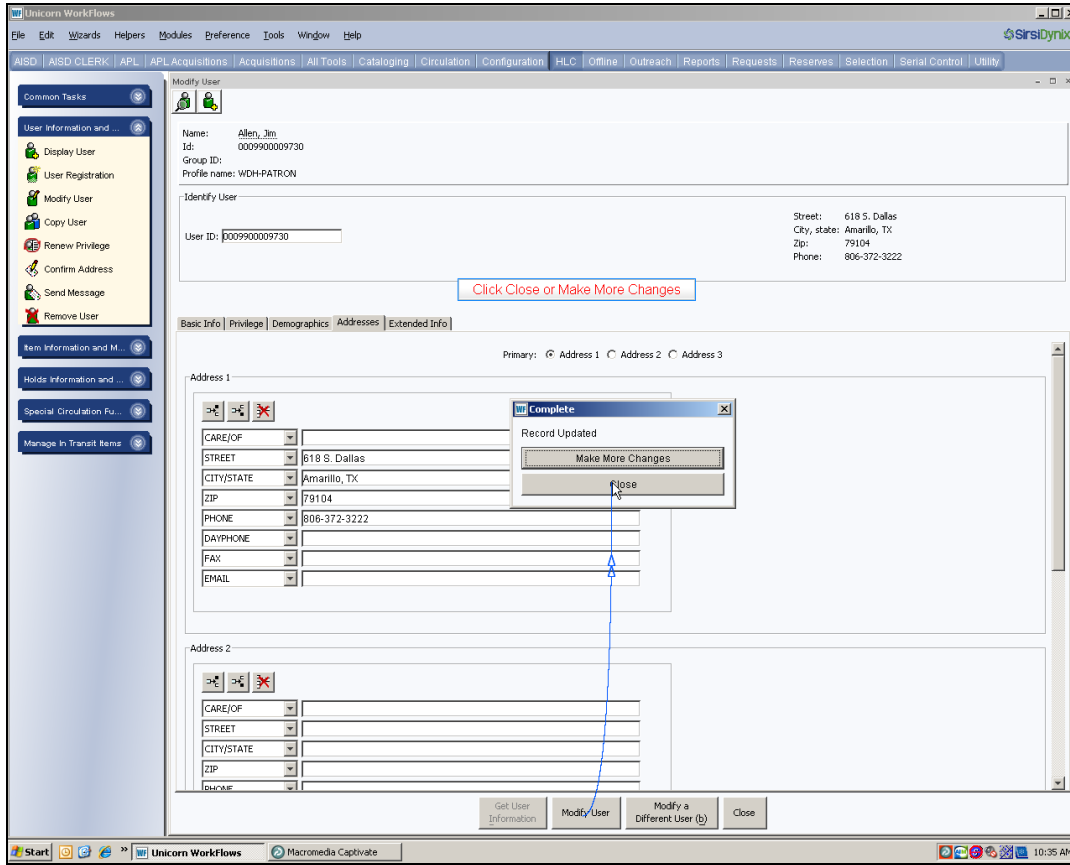 Unicorn WorkFlows
File Edit Wizards Helpers Modules Preference Tools Window Help
SirsiDynix
AISD AISD CLERK APL APL Acquisitions Acquisitions All Tools Cataloging Circulation Configuration HLC Offline Outreach Reports Requests Reserves Selection Serial Control Utility
Common Tasks
User Information and ...
Display User
User Registration
Modify User
Copy User
Renew Privilege
Confirm Address
Send Message
Remove User
Item Information and M...
Holds Information and ...
Special Circulation Fu...
Manage In Transit Items
Modify User
Name: Allen, Jim
Id: 0009900009730
Group ID:
Profile name: WDH-PATRON
Identify User
User ID: 0009900009730
Street: 618 S. Dallas
City, state: Amarillo, TX
Zip: 79104
Phone: 806-372-3222
Click Close or Make More Changes
Basic Info Privilege Demographics Addresses Extended Info
Primary: Address 1 Address 2 Address 3
Address 1
CARE/OF
STREET 618 S. Dallas
CITY/STATE Amarillo, TX
ZIP 79104
PHONE 806-372-3222
DAYPHONE
FAX
EMAIL
Complete
Record Updated
Make More Changes
Close
Address 2
CARE/OF
STREET
CITY/STATE
ZIP
PHONE
Get User Information
Modify User
Modify a Different User (b)
Close
Start
Unicorn WorkFlows
Macromedia Captivate
10:35 AM